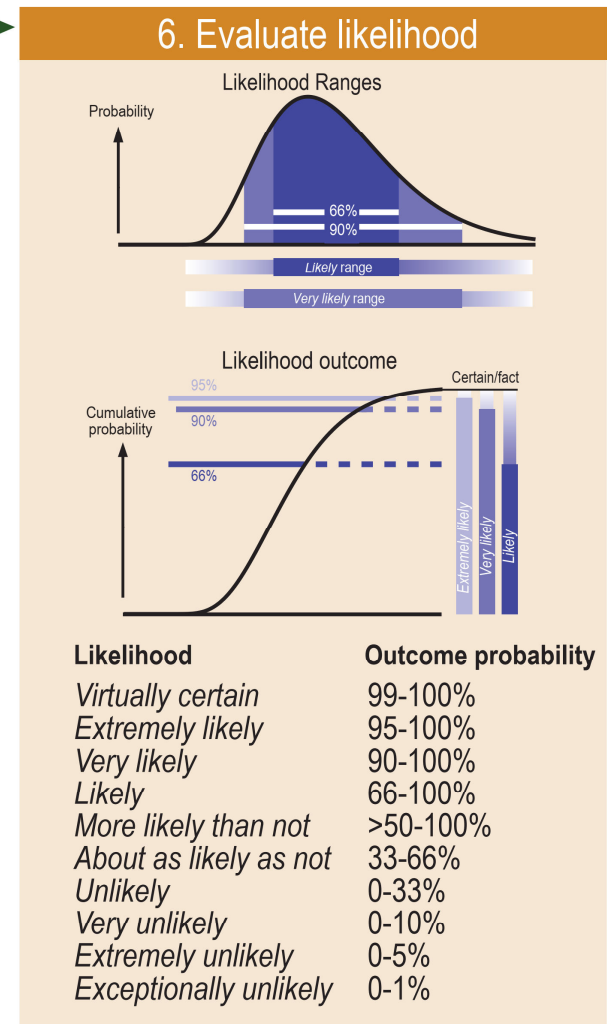 6. Evaluate likelihood
Likelihood Ranges
Probability
66%
90%
Likely range
Very likely range
Likelihood outcome
Certain/fact
95%
Cumulative
probability
90%
66%
Extremely likely
Very likely
Likely
Likelihood Outcome probability
Virtually certain 99-100%
Extremely likely 95-100%
Very likely 90-100%
Likely 66-100%
More likely than not >50-100%
About as likely as not 33-66%
Unlikely 0-33%
Very unlikely 0-10%
Extremely unlikely 0-5%
Exceptionally unlikely 0-1%